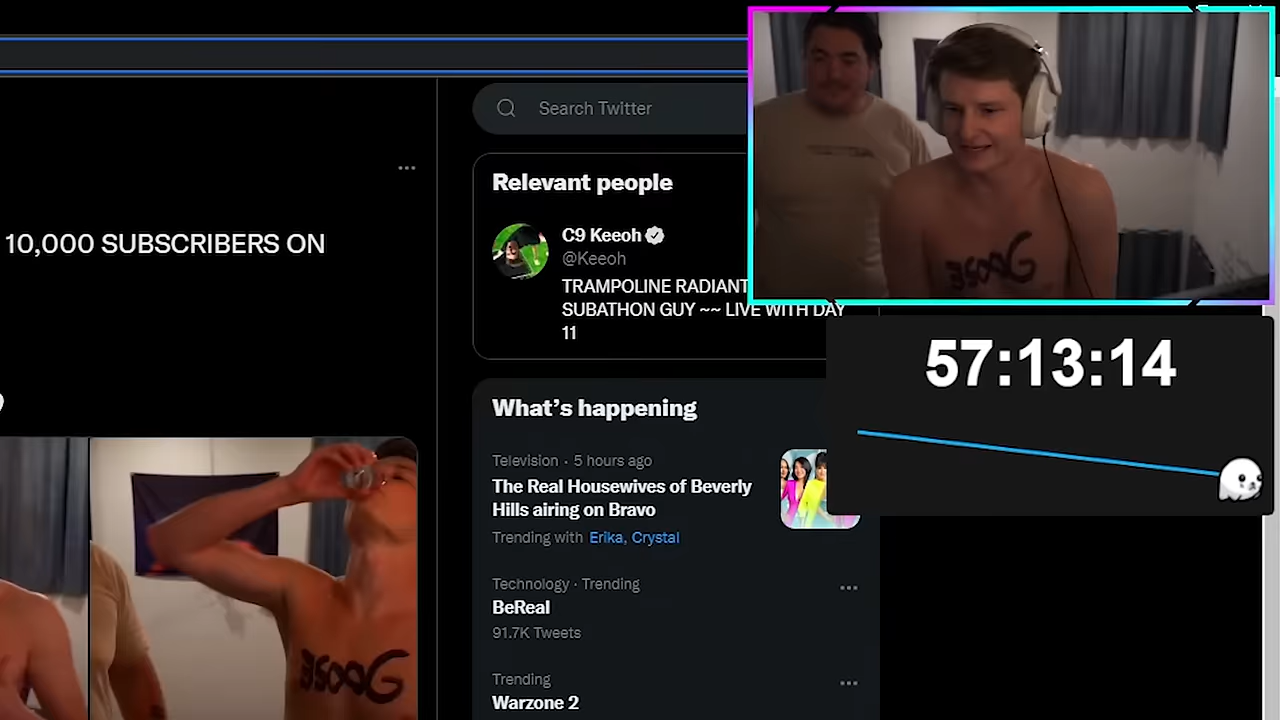 10,000 SUBSCRIBERS ON
Search Twitter
Relevant people
C9 Keeoh
@Keeoh
TRAMPOLINE RADIANT
SUBATHON GUY ~~ LIVE WITH DAY
11
What's happening
Television · 5 hours ago
The Real Housewives of Beverly
Hills airing on Bravo
Trending with Erika, Crystal
Technology · Trending
BeReal
91.7K Tweets
Trending
Warzone 2
57:13:14